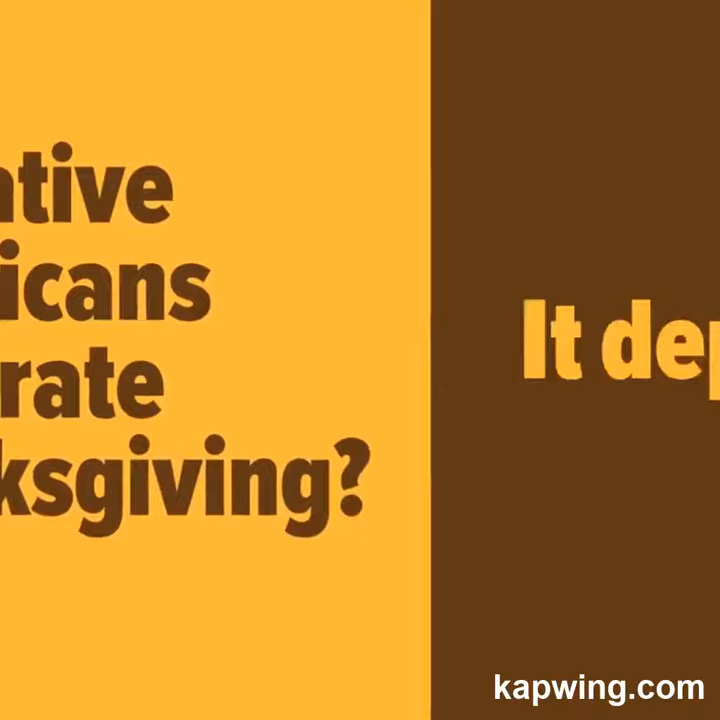 ative
icans
rate
ksgiving?
It dep
kapwing.com